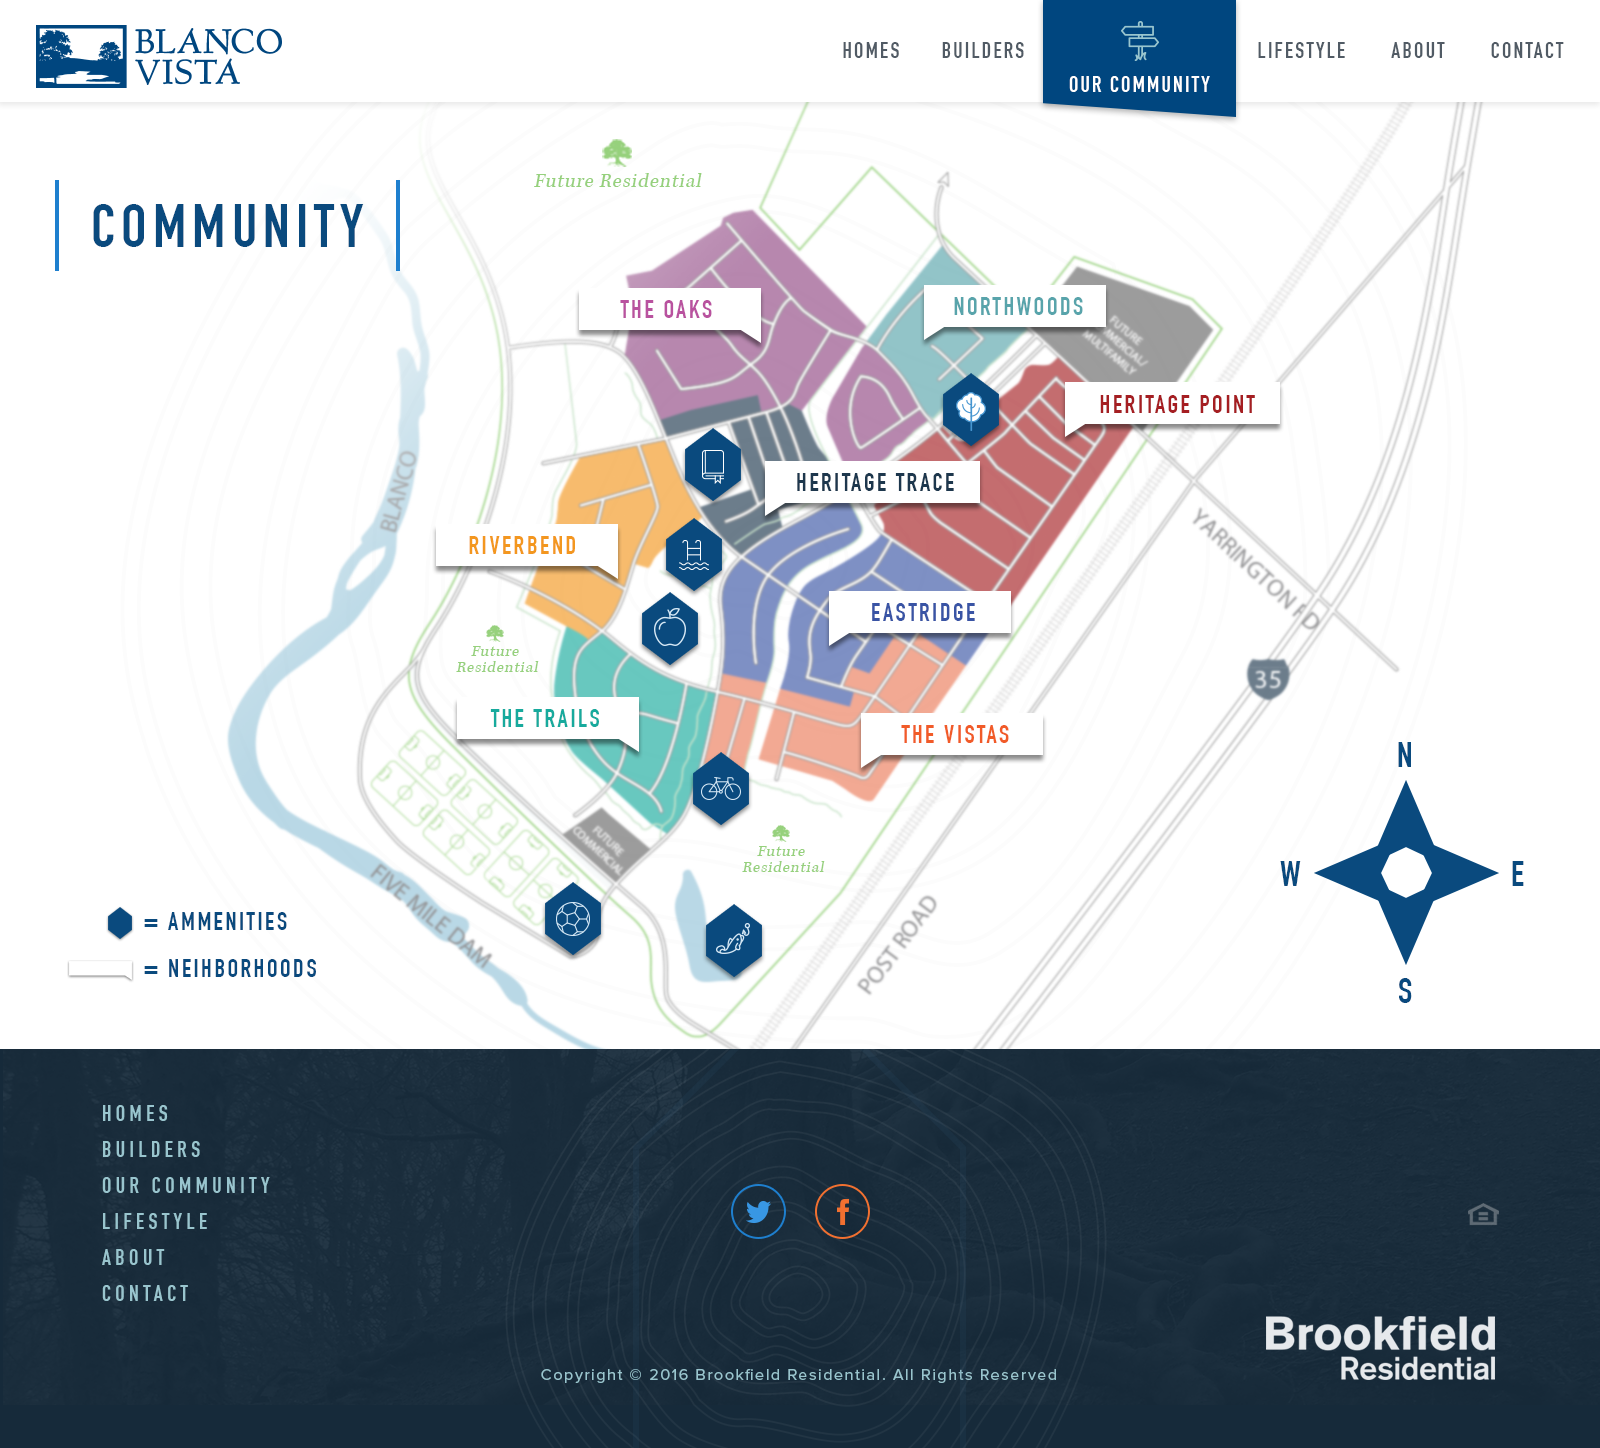 BLANCO
VISTA
HOMES
BUILDERS
OUR COMMUNITY
LIFESTYLE
ABOUT
CONTACT
COMMUNITY
Future Residential
THE OAKS
NORTHWOODS
FUTURE
MULTIFAMILY
HERITAGE POINT
BLANCO
HERITAGE TRACE
RIVERBEND
YARRINGTON RD
EASTRIDGE
Future
Residential
35
THE TRAILS
THE VISTAS
FUTURE
COMMERCIAL
Future
Residential
FIVE MILE DAM
POST ROAD
N
W
E
S
= AMMENITIES
= NEIHBORHOODS
HOMES
BUILDERS
OUR COMMUNITY
LIFESTYLE
ABOUT
CONTACT
Brookfield
Residential
Copyright © 2016 Brookfield Residential. All Rights Reserved